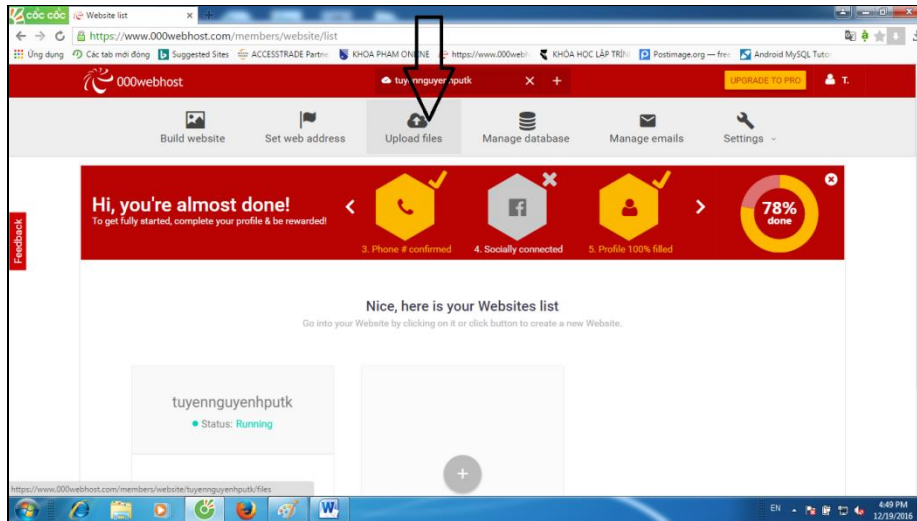 cốc cốc
Website list
https://www.000webhost.com/members/website/list
Ứng dụng Các tab mới đóng Suggested Sites ACCESSTRADE Partne KHOA PHAM ONLINE https://www.000webh KHÓA HỌC LẬP TRÌN Postimage.org — free Android MySQL Tuto
000webhost
tuyennguyenhputk
UPGRADE TO PRO
T.
Build website
Set web address
Upload files
Manage database
Manage emails
Settings
Feedback
Hi, you're almost done!
To get fully started, complete your profile & be rewarded!
3. Phone # confirmed
4. Socially connected
5. Profile 100% filled
78%
done
Nice, here is your Websites list
Go into your Website by clicking on it or click button to create a new Website.
tuyennguyenhputk
Status: Running
https://www.000webhost.com/members/website/tuyennguyenhputk/files
EN
4:49 PM
12/19/2016